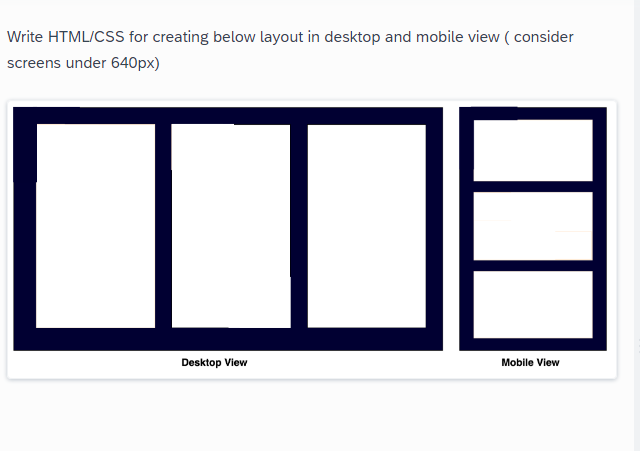 Write HTML/CSS for creating below layout in desktop and mobile view ( consider
screens under 640px)
Desktop View
Mobile View